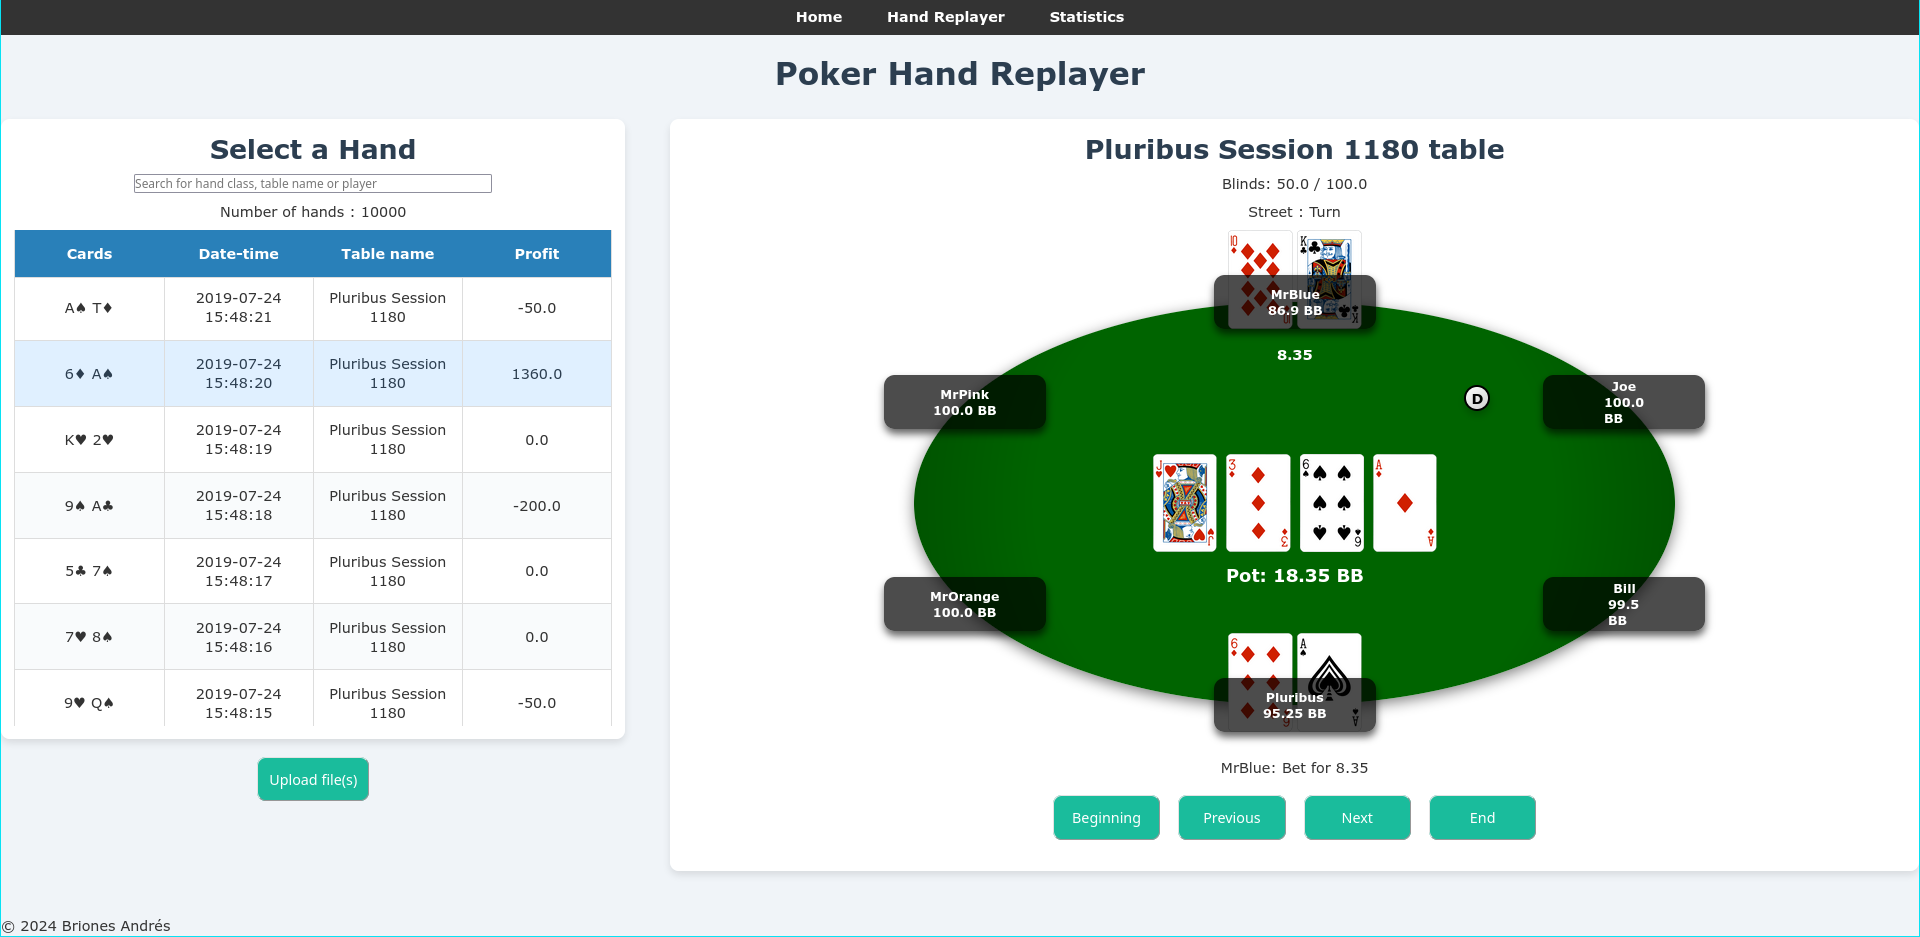 Home Hand Replayer Statistics
Poker Hand Replayer
Select a Hand
Search for hand class, table name or player
Number of hands : 10000
Cards Date-time Table name Profit
A♠ T♦ 2019-07-24 15:48:21 Pluribus Session 1180 -50.0
6♦ A♠ 2019-07-24 15:48:20 Pluribus Session 1180 1360.0
K♥ 2♥ 2019-07-24 15:48:19 Pluribus Session 1180 0.0
9♠ A♣ 2019-07-24 15:48:18 Pluribus Session 1180 -200.0
5♣ 7♠ 2019-07-24 15:48:17 Pluribus Session 1180 0.0
7♥ 8♠ 2019-07-24 15:48:16 Pluribus Session 1180 0.0
9♥ Q♠ 2019-07-24 15:48:15 Pluribus Session 1180 -50.0
Upload file(s)
Pluribus Session 1180 table
Blinds: 50.0 / 100.0
Street : Turn
10 K
MrBlue
86.9 BB
8.35
MrPink
100.0 BB
D
Joe
100.0
BB
J 3 6 A
J 3 6 A
Pot: 18.35 BB
MrOrange
100.0 BB
Bill
99.5
BB
6 A
Pluribus
95.25 BB
6 A
MrBlue: Bet for 8.35
Beginning Previous Next End
© 2024 Briones Andrés